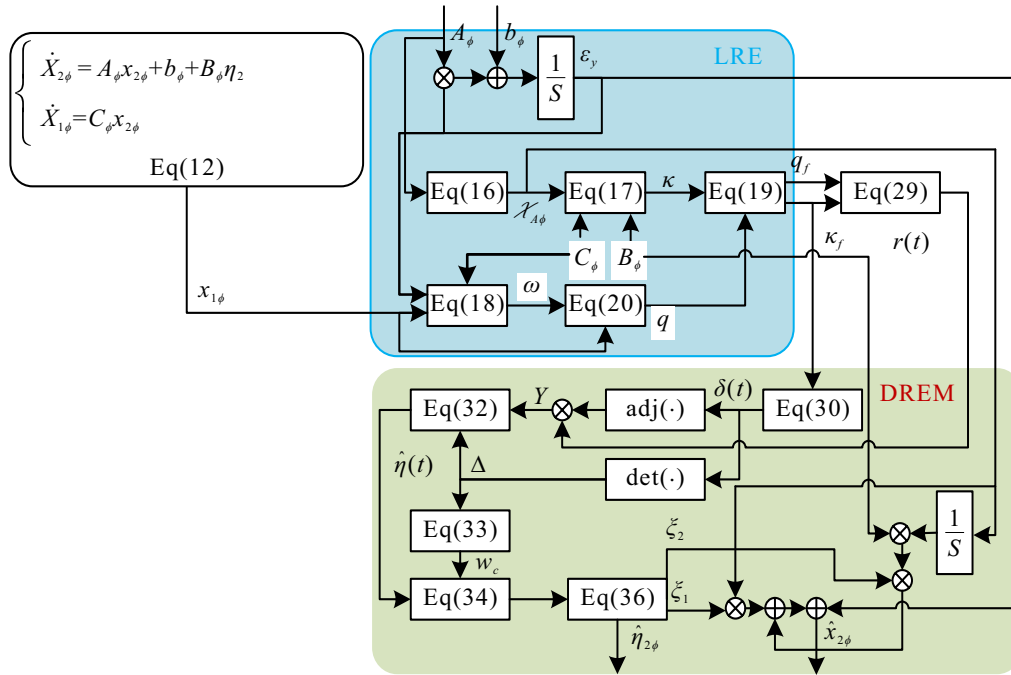 Ẋ₂ϕ = Aϕx₂ϕ+bϕ+Bϕη₂
Ẋ₁ϕ=Cϕx₂ϕ
Eq(12)
Aϕ
bϕ
LRE
1/S
εy
Eq(16)
χAϕ
Eq(17)
κ
Eq(19)
qf
Eq(29)
κf
r(t)
Cϕ
Bϕ
x₁ϕ
Eq(18)
ω
Eq(20)
q
DREM
Eq(32)
Y
adj(·)
δ(t)
Eq(30)
η̂(t)
Δ
det(·)
Eq(33)
ξ₂
1/S
wc
Eq(34)
Eq(36)
ξ₁
η̂₂ϕ
x̂₂ϕ